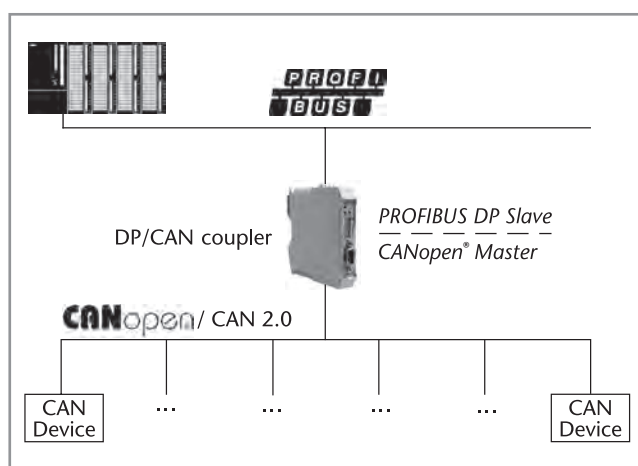 PROFI
BUS
DP/CAN coupler
PROFIBUS DP Slave
CANopen® Master
CANopen / CAN 2.0
CAN
Device
...
...
...
...
CAN
Device